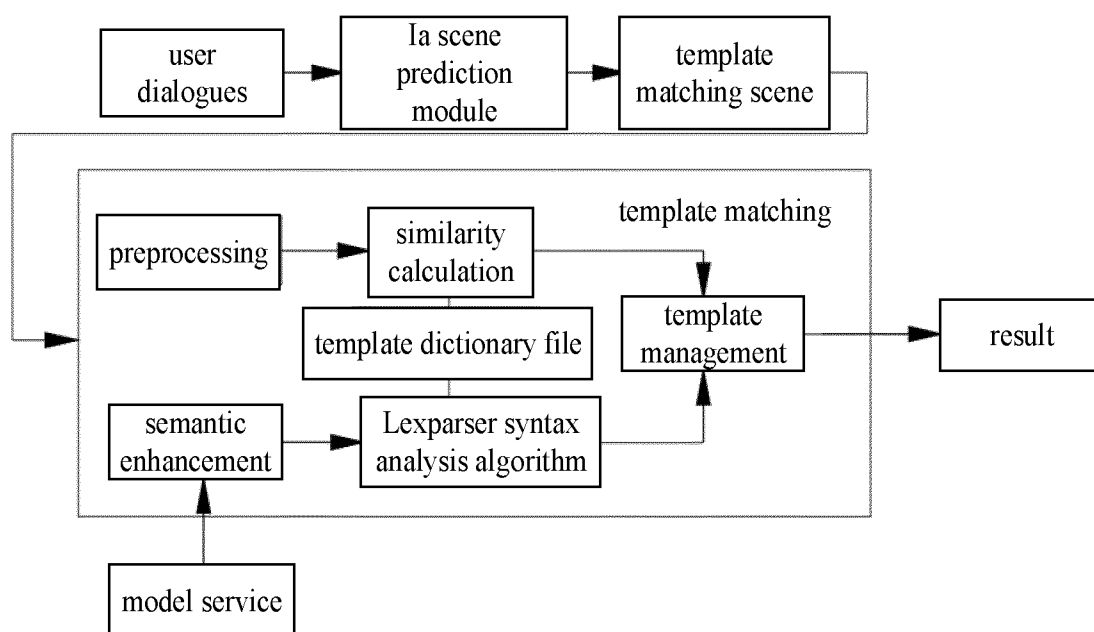 user
dialogues
Ia scene
prediction
module
template
matching scene
template matching
preprocessing
similarity
calculation
template dictionary file
template
management
result
semantic
enhancement
Lexparser syntax
analysis algorithm
model service